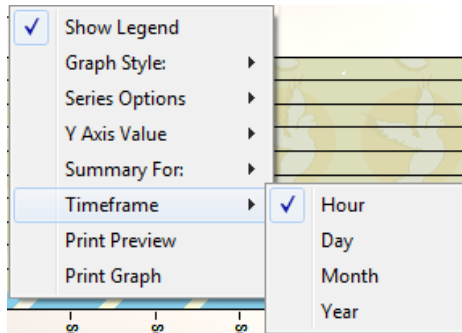 Show Legend
Graph Style:
Series Options
Y Axis Value
Summary For:
Timeframe
Print Preview
Print Graph
Hour
Day
Month
Year